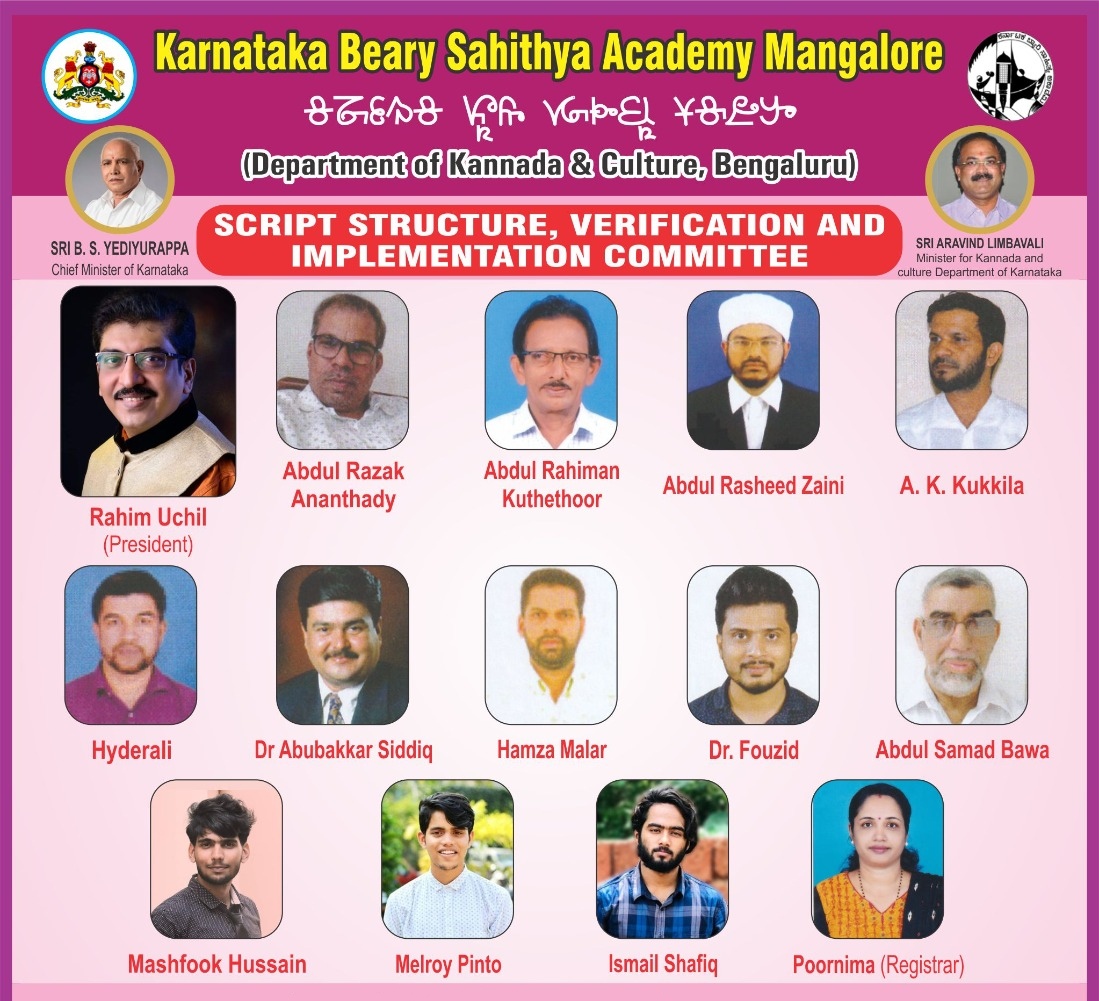 Karnataka Beary Sahithya Academy Mangalore
(Department of Kannada & Culture, Bengaluru)
SRI B. S. YEDIYURAPPA
Chief Minister of Karnataka
SCRIPT STRUCTURE, VERIFICATION AND
IMPLEMENTATION COMMITTEE
SRI ARAVIND LIMBAVALI
Minister for Kannada and
culture Department of Karnataka
Rahim Uchil
(President)
Abdul Razak
Ananthady
Abdul Rahiman
Kuthethoor
Abdul Rasheed Zaini
A. K. Kukkila
Hyderali
Dr Abubakkar Siddiq
Hamza Malar
Dr. Fouzid
Abdul Samad Bawa
Mashfook Hussain
Melroy Pinto
Ismail Shafiq
Poornima (Registrar)